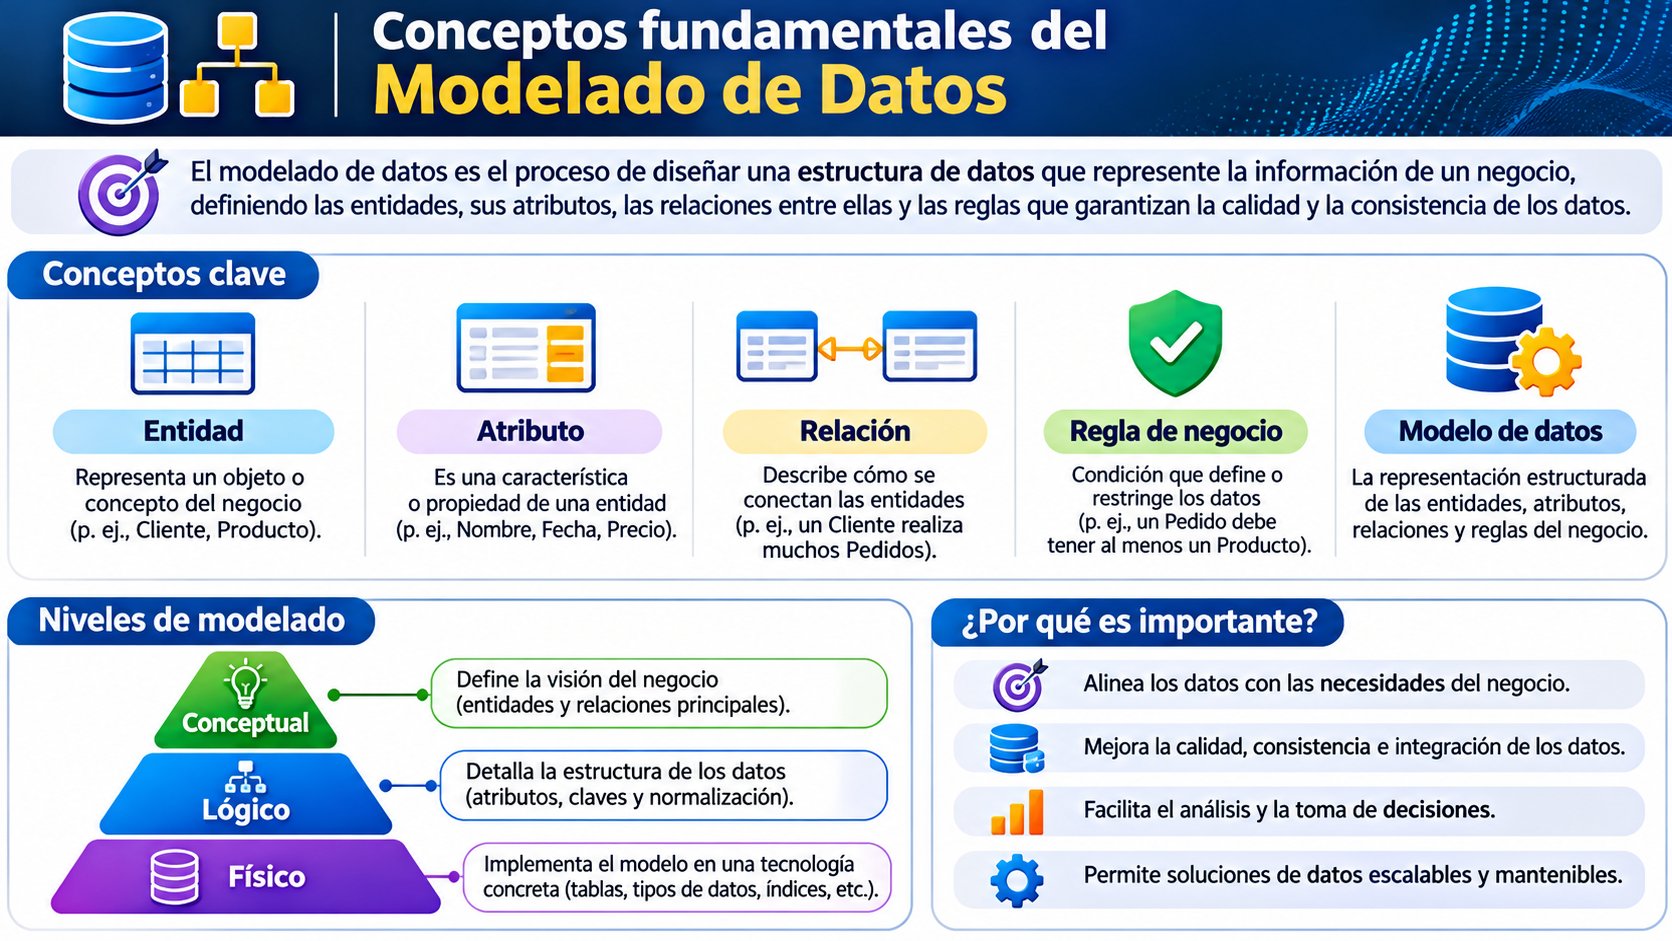 Conceptos fundamentales del
Modelado de Datos
El modelado de datos es el proceso de diseñar una estructura de datos que represente la información de un negocio,
definiendo las entidades, sus atributos, las relaciones entre ellas y las reglas que garantizan la calidad y la consistencia de los datos.
Conceptos clave
Entidad
Representa un objeto o
concepto del negocio
(p. ej., Cliente, Producto).
Atributo
Es una característica
o propiedad de una entidad
(p. ej., Nombre, Fecha, Precio).
Relación
Describe cómo se
conectan las entidades
(p. ej., un Cliente realiza
muchos Pedidos).
Regla de negocio
Condición que define o
restringe los datos
(p. ej., un Pedido debe
tener al menos un Producto).
Modelo de datos
La representación estructurada
de las entidades, atributos,
relaciones y reglas del negocio.
Niveles de modelado
Conceptual
Define la visión del negocio
(entidades y relaciones principales).
Lógico
Detalla la estructura de los datos
(atributos, claves y normalización).
Físico
Implementa el modelo en una tecnología
concreta (tablas, tipos de datos, índices, etc.).
¿Por qué es importante?
Alinea los datos con las necesidades del negocio.
Mejora la calidad, consistencia e integración de los datos.
Facilita el análisis y la toma de decisiones.
Permite soluciones de datos escalables y mantenibles.